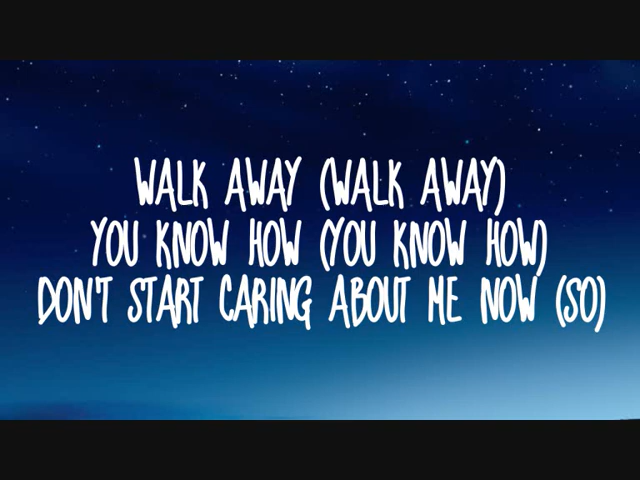 WALK AWAY (WALK AWAY)
YOU KNOW HOW (YOU KNOW HOW)
DON'T START CARING ABOUT ME NOW (SO)